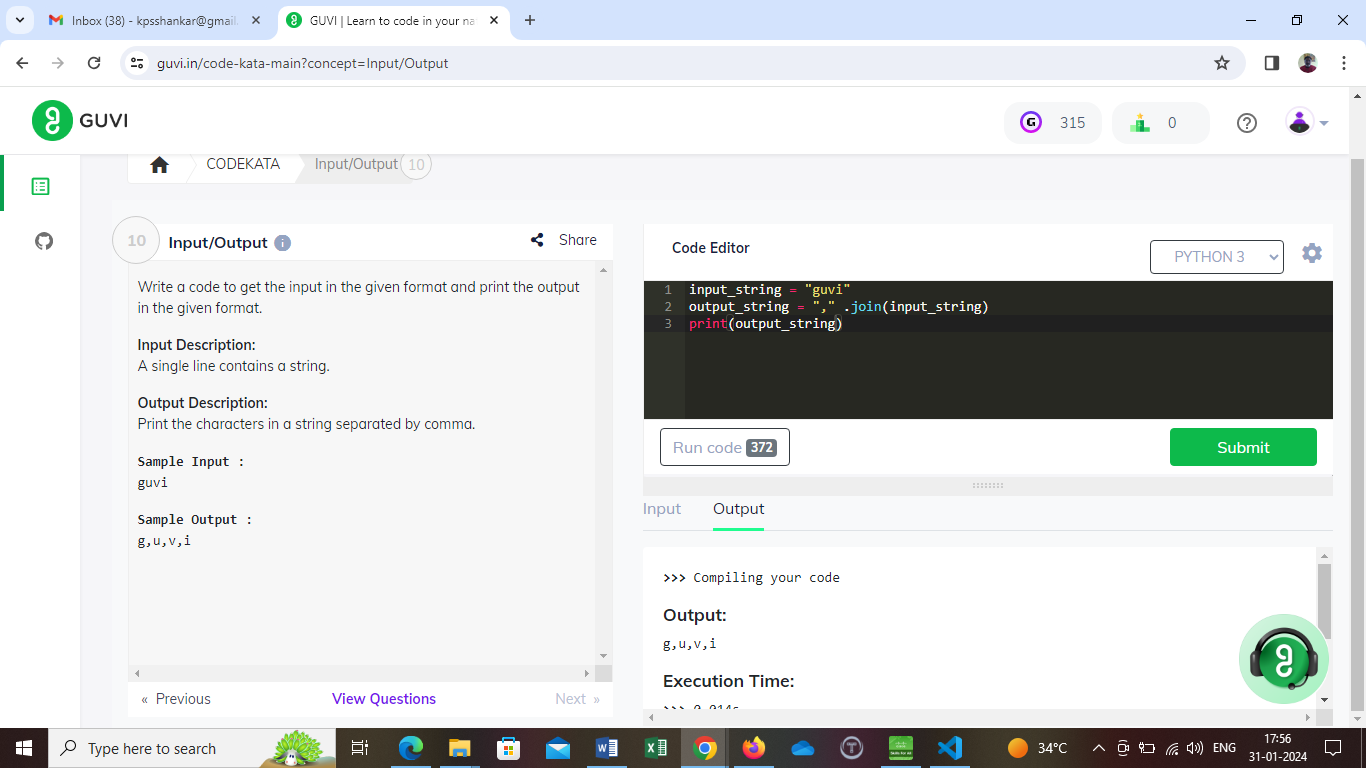 Inbox (38) - kpsshankar@gmail.
GUVI | Learn to code in your na
guvi.in/code-kata-main?concept=Input/Output
GUVI
315
0
CODEKATA
Input/Output
10
10
Input/Output
Share
Write a code to get the input in the given format and print the output
in the given format.
Input Description:
A single line contains a string.
Output Description:
Print the characters in a string separated by comma.
Sample Input :
guvi
Sample Output :
g,u,v,i
« Previous
View Questions
Next »
Code Editor
PYTHON 3
1 input_string = "guvi"
2 output_string = "," .join(input_string)
3 print(output_string)
Run code 372
Submit
Input
Output
>>> Compiling your code
Output:
g,u,v,i
Execution Time:
>>> 0.014s
Type here to search
34°C
ENG
17:56
31-01-2024